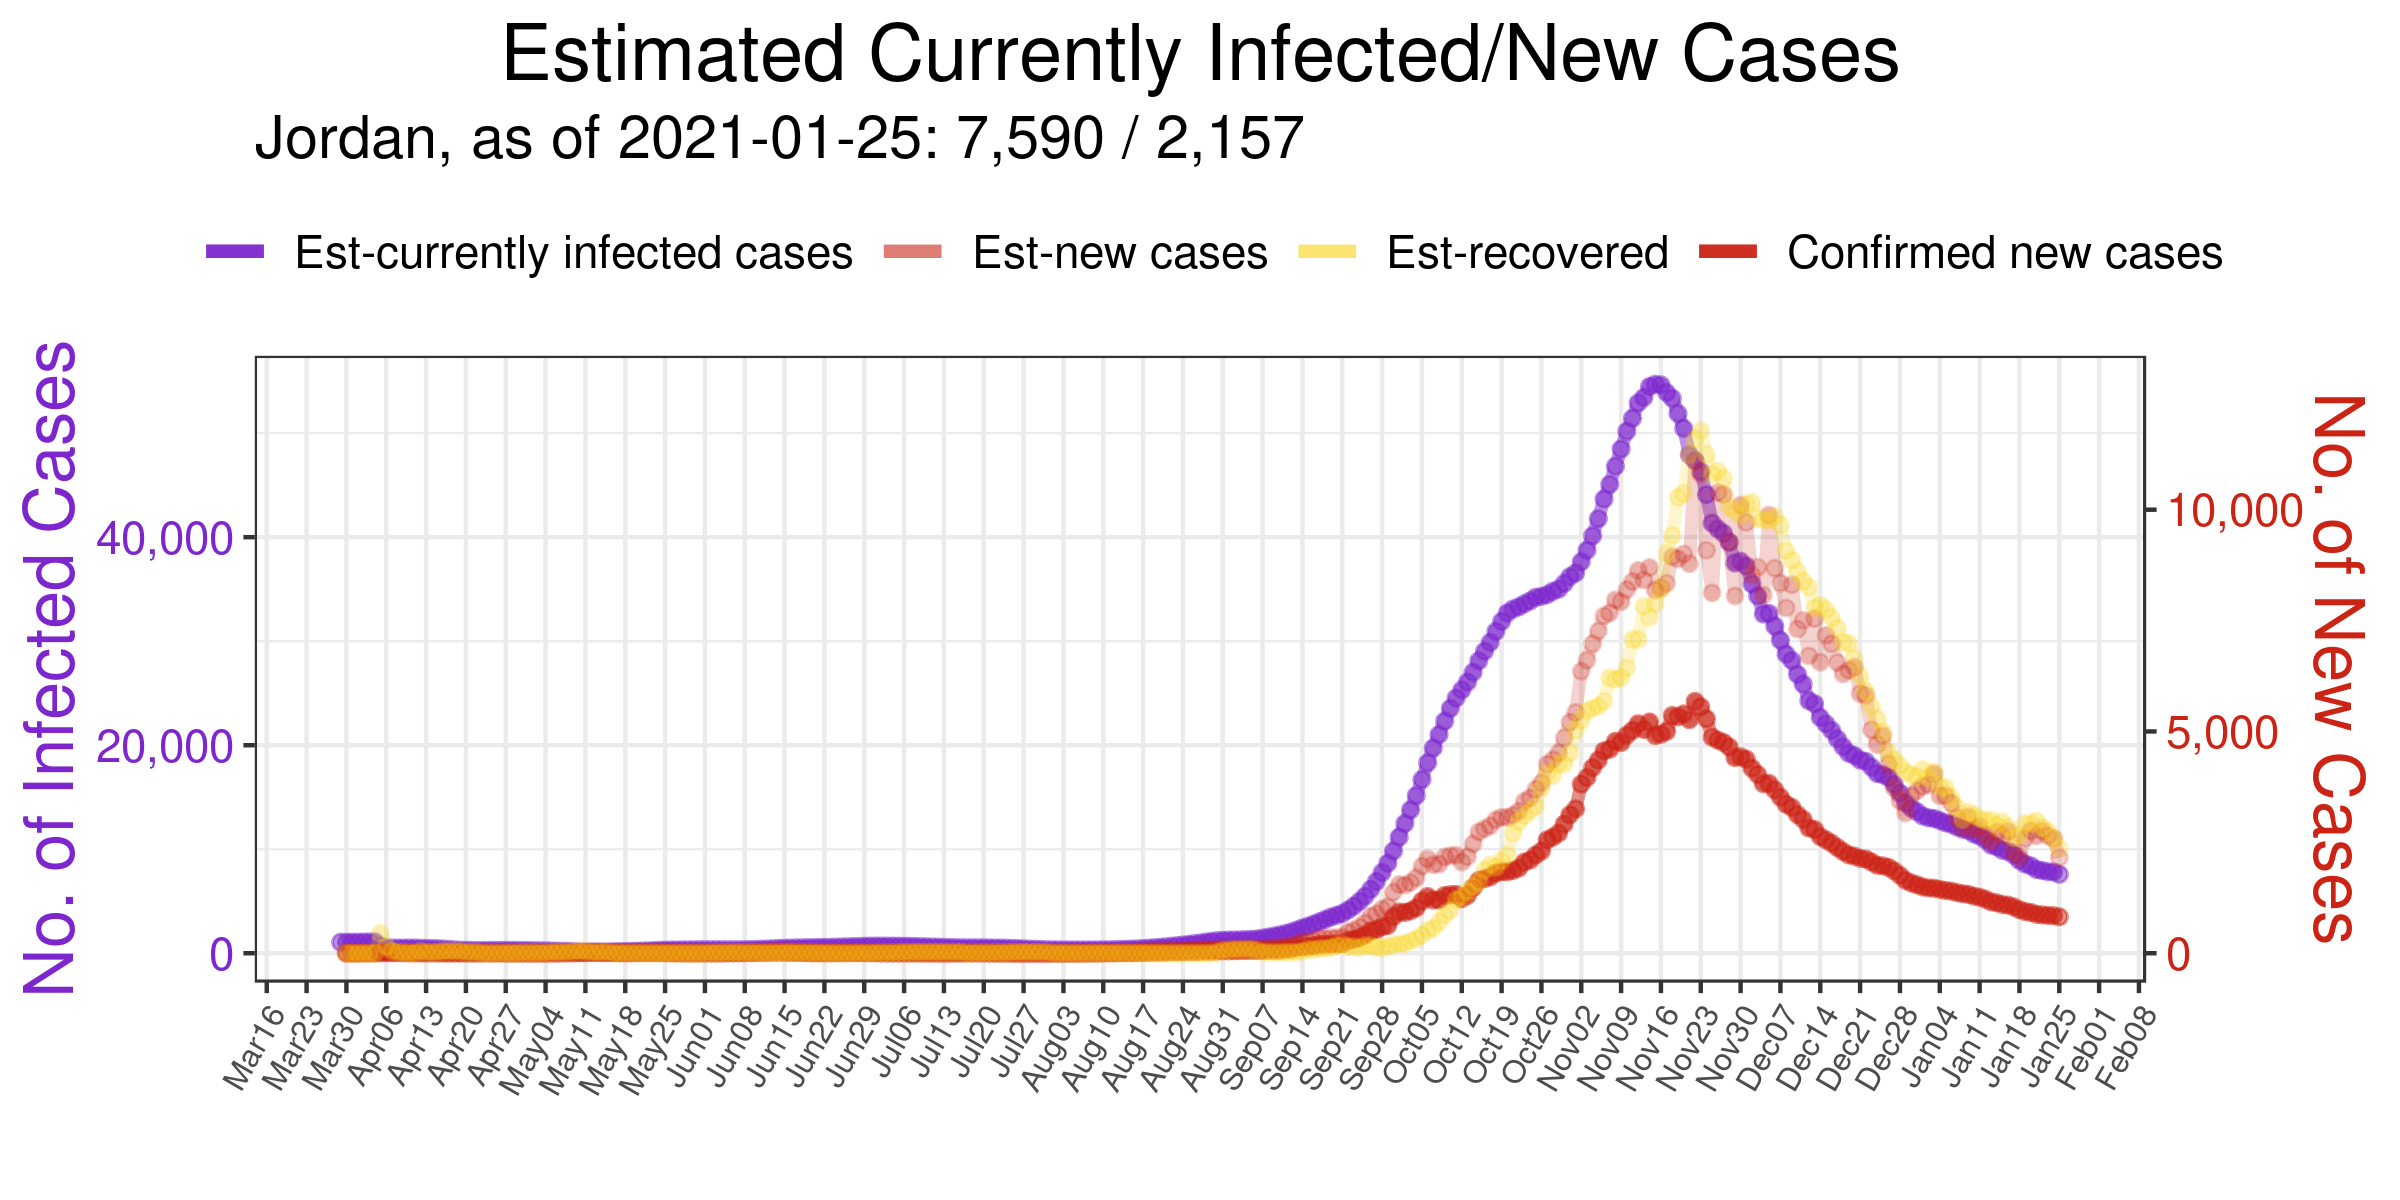 Estimated Currently Infected/New Cases
Jordan, as of 2021-01-25: 7,590 / 2,157
Est-currently infected cases
Est-new cases
Est-recovered
Confirmed new cases
No. of Infected Cases
40,000
20,000
0
No. of New Cases
10,000
5,000
0
Mar16
Mar23
Mar30
Apr06
Apr13
Apr20
Apr27
May04
May11
May18
May25
Jun01
Jun08
Jun15
Jun22
Jun29
Jul06
Jul13
Jul20
Jul27
Aug03
Aug10
Aug17
Aug24
Aug31
Sep07
Sep14
Sep21
Sep28
Oct05
Oct12
Oct19
Oct26
Nov02
Nov09
Nov16
Nov23
Nov30
Dec07
Dec14
Dec21
Dec28
Jan04
Jan11
Jan18
Jan25
Feb01
Feb08